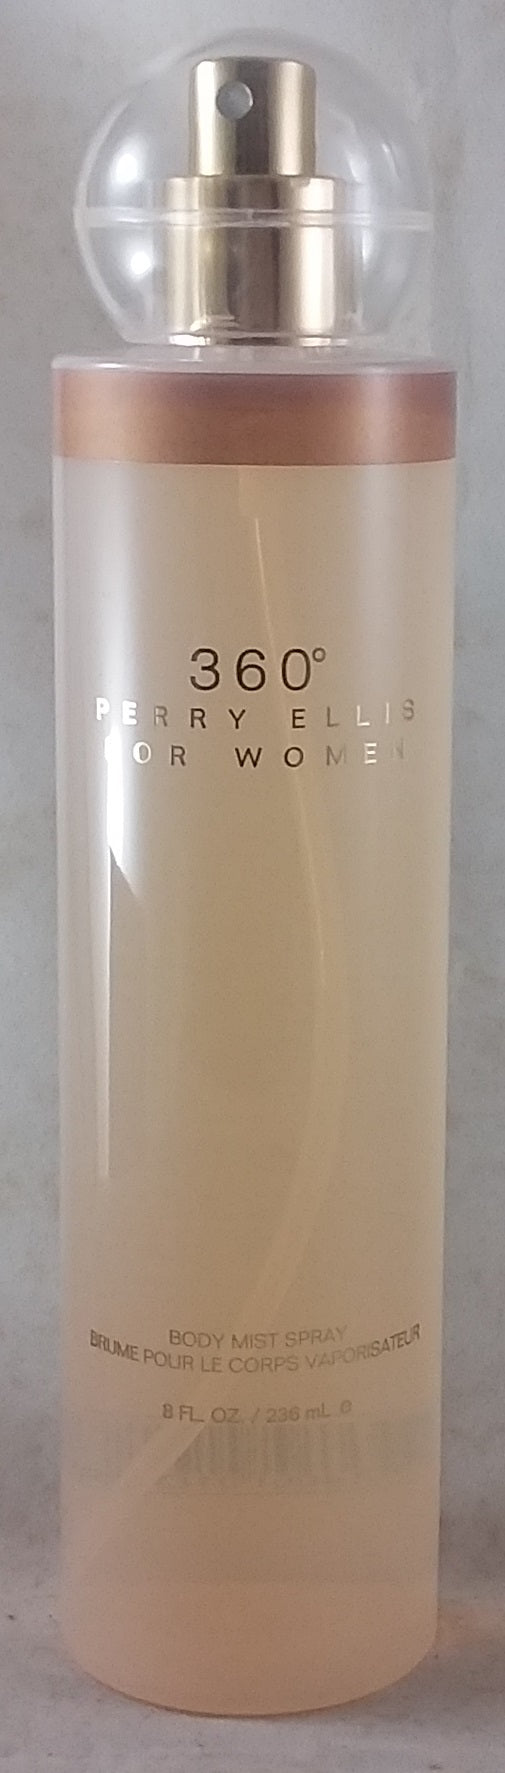 360°
PERRY ELLIS
FOR WOMEN
BODY MIST SPRAY
BRUME POUR LE CORPS VAPORISATEUR
8 FL. OZ. / 236 mL ℮